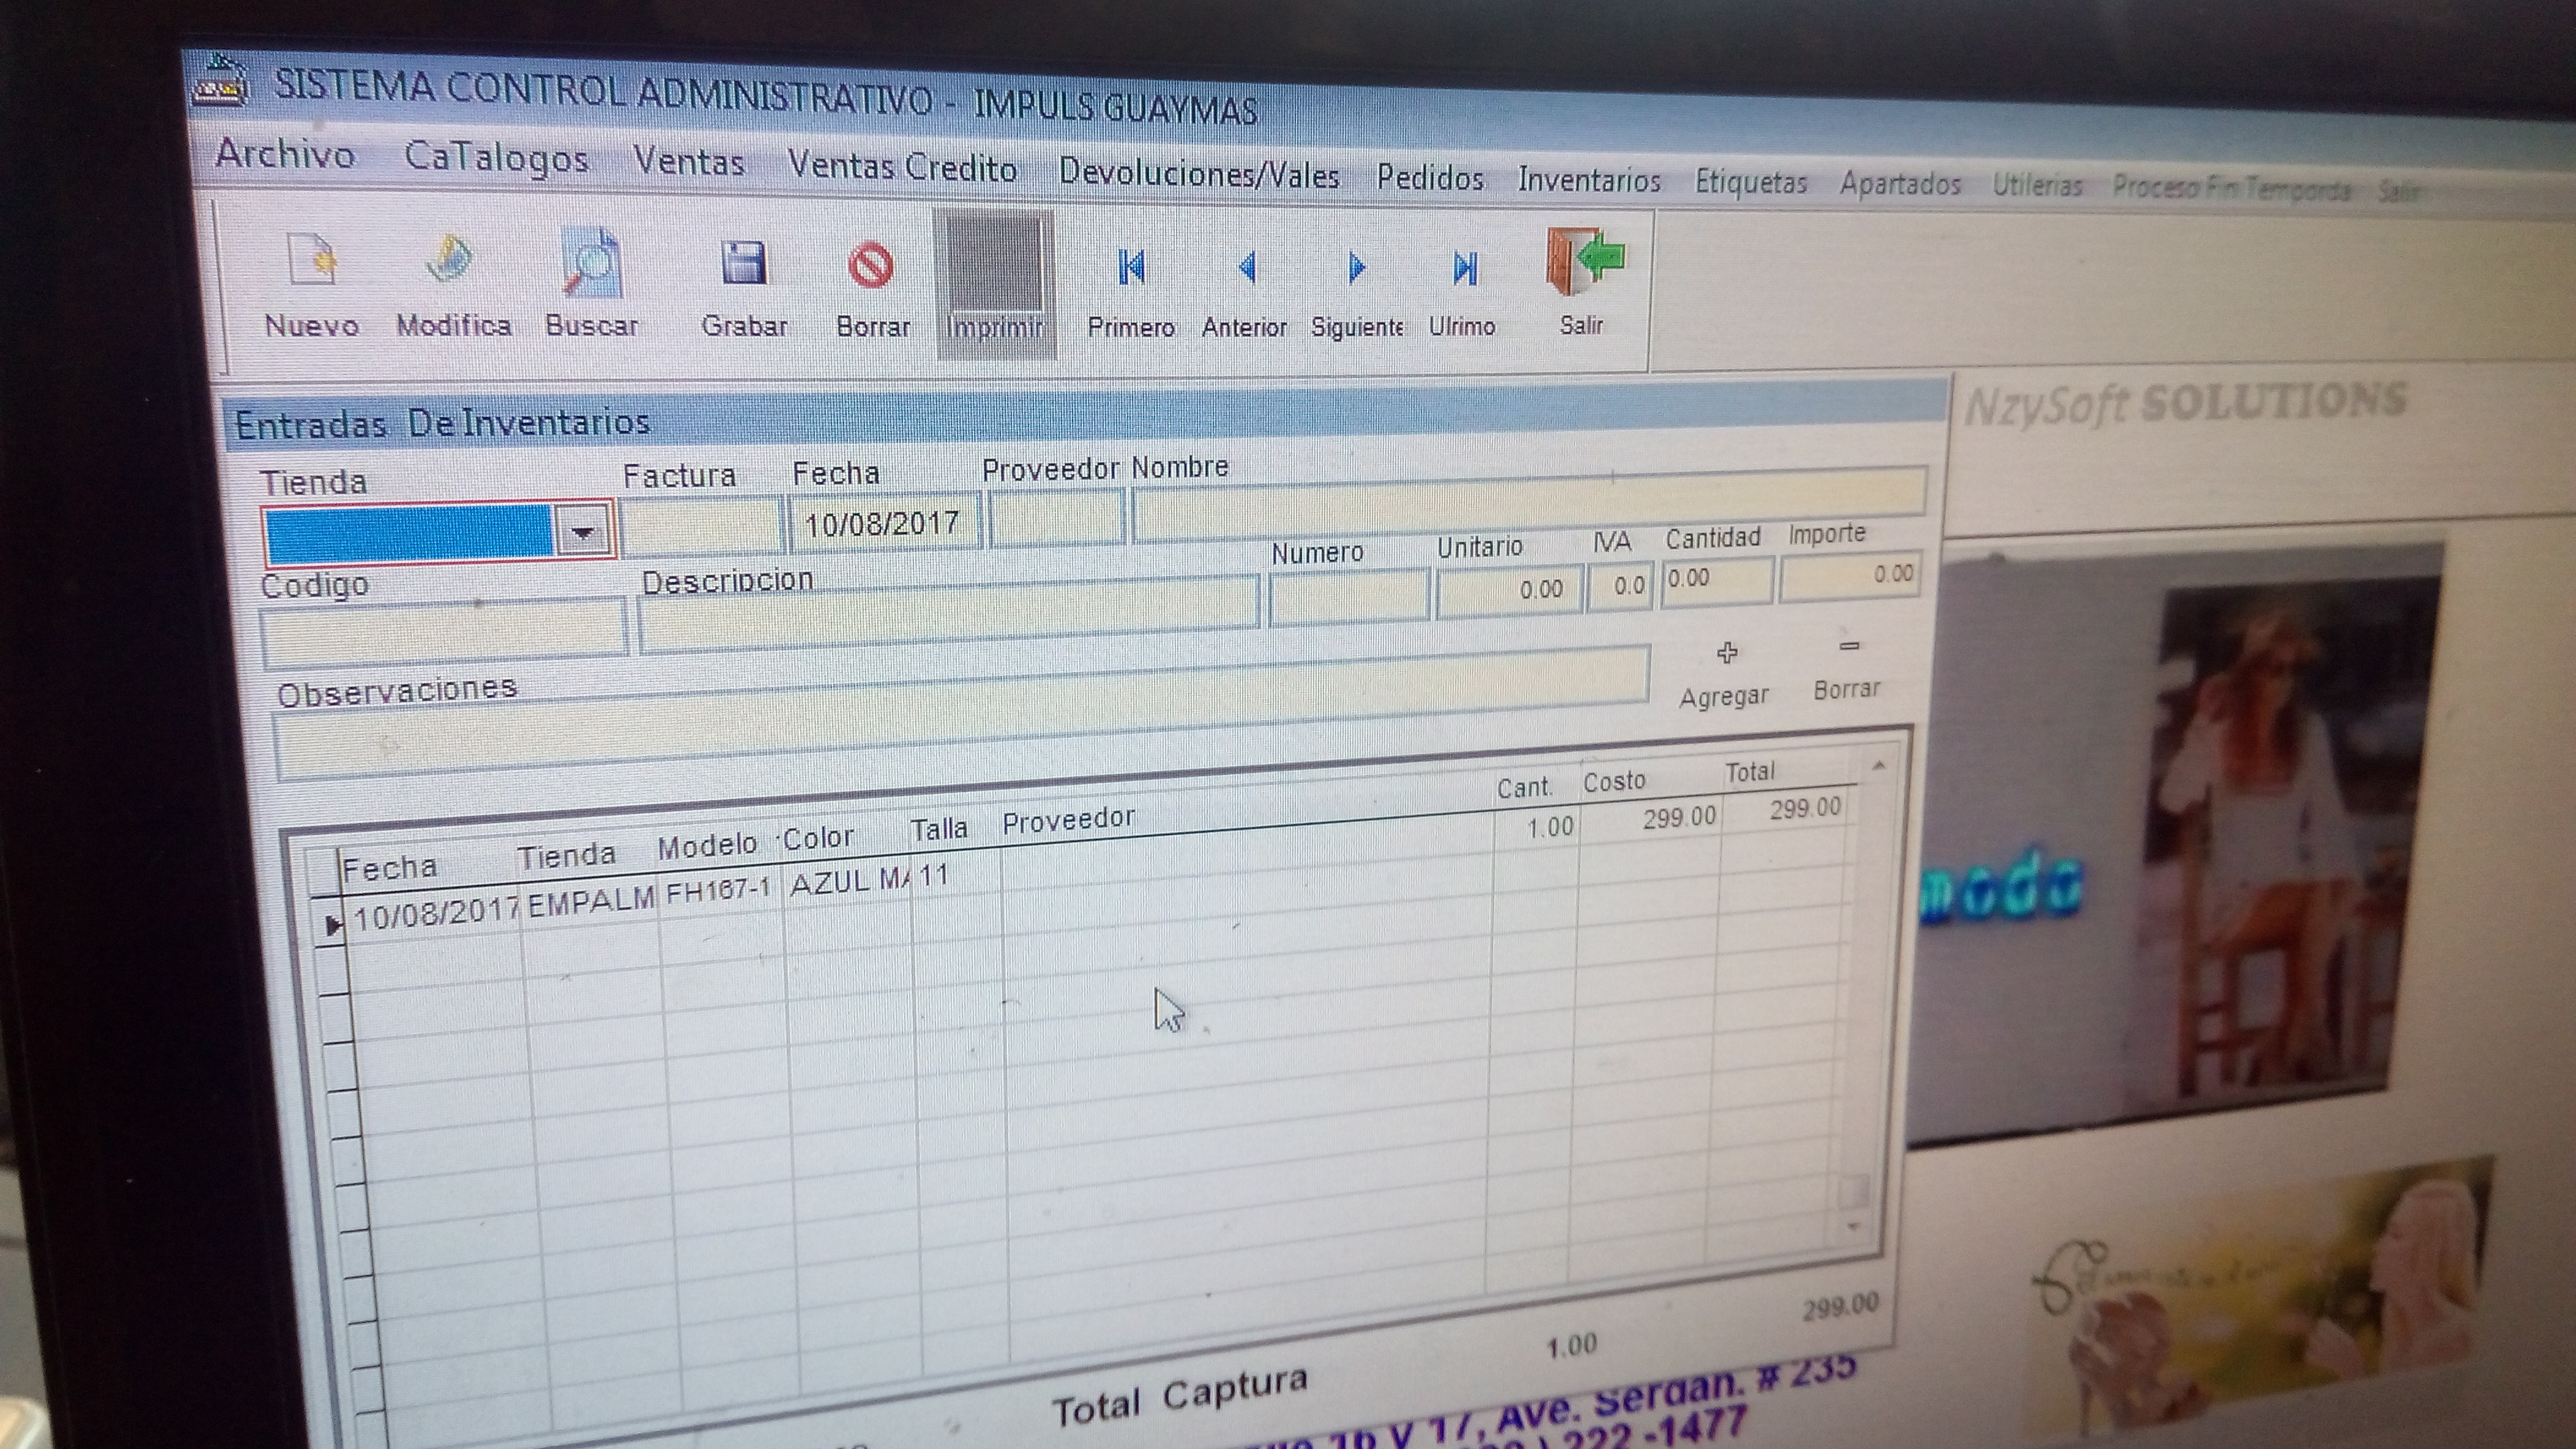 SISTEMA CONTROL ADMINISTRATIVO - IMPULS GUAYMAS
Archivo CaTalogos Ventas Ventas Credito Devoluciones/Vales Pedidos Inventarios Etiquetas Apartados Utilerias Proceso Fin Temporda Salir
Nuevo Modifica Buscar Grabar Borrar Imprimir Primero Anterior Siguiente Ulrimo Salir
NzySoft SOLUTIONS
Entradas De Inventarios
Tienda Factura Fecha Proveedor Nombre
10/08/2017
Codigo Descripcion Numero Unitario IVA Cantidad Importe
0.00 0.0 0.00 0.00
Observaciones
Agregar Borrar
Fecha Tienda Modelo Color Talla Proveedor Cant. Costo Total
10/08/2017 EMPALM FH167-1 AZUL MA 11 1.00 299.00 299.00
moda
Total Captura 1.00 299.00
16 Y 17, Ave. Serdan. # 235
222 -1477